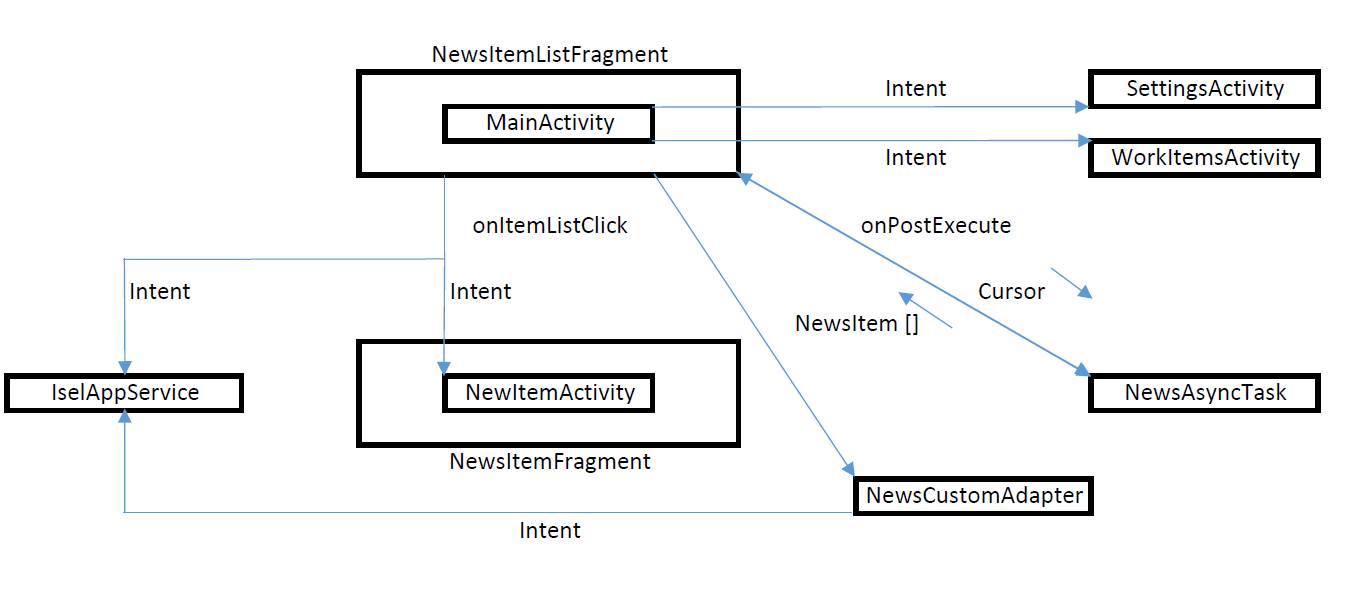 NewsItemListFragment
Intent
SettingsActivity
MainActivity
Intent
WorkItemsActivity
onItemListClick
onPostExecute
Intent
Intent
Cursor
NewsItem []
IselAppService
NewItemActivity
NewsAsyncTask
NewsItemFragment
NewsCustomAdapter
Intent